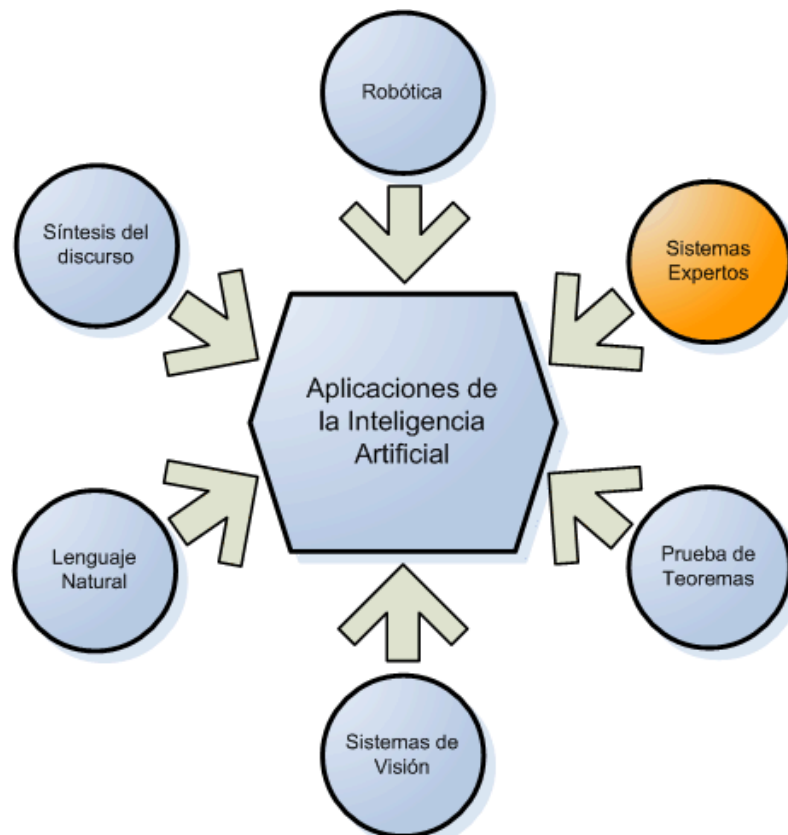 Robótica
Síntesis del
discurso
Sistemas
Expertos
Aplicaciones de
la Inteligencia
Artificial
Lenguaje
Natural
Prueba de
Teoremas
Sistemas de
Visión